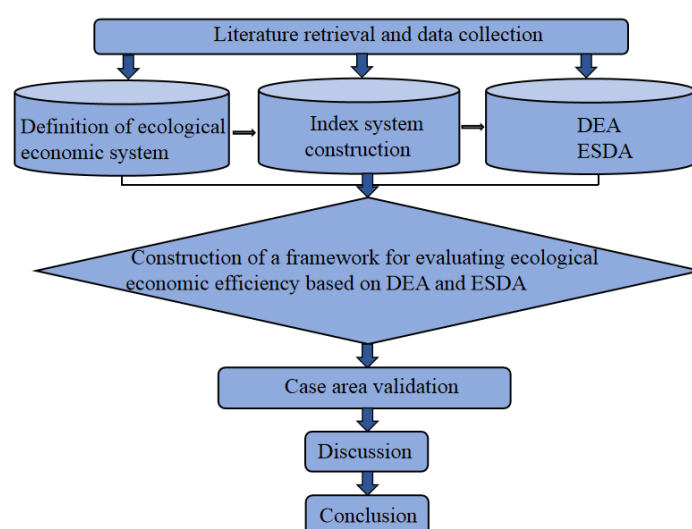 Literature retrieval and data collection
Definition of ecological
economic system
Index system
construction
DEA
ESDA
Construction of a framework for evaluating ecological
economic efficiency based on DEA and ESDA
Case area validation
Discussion
Conclusion